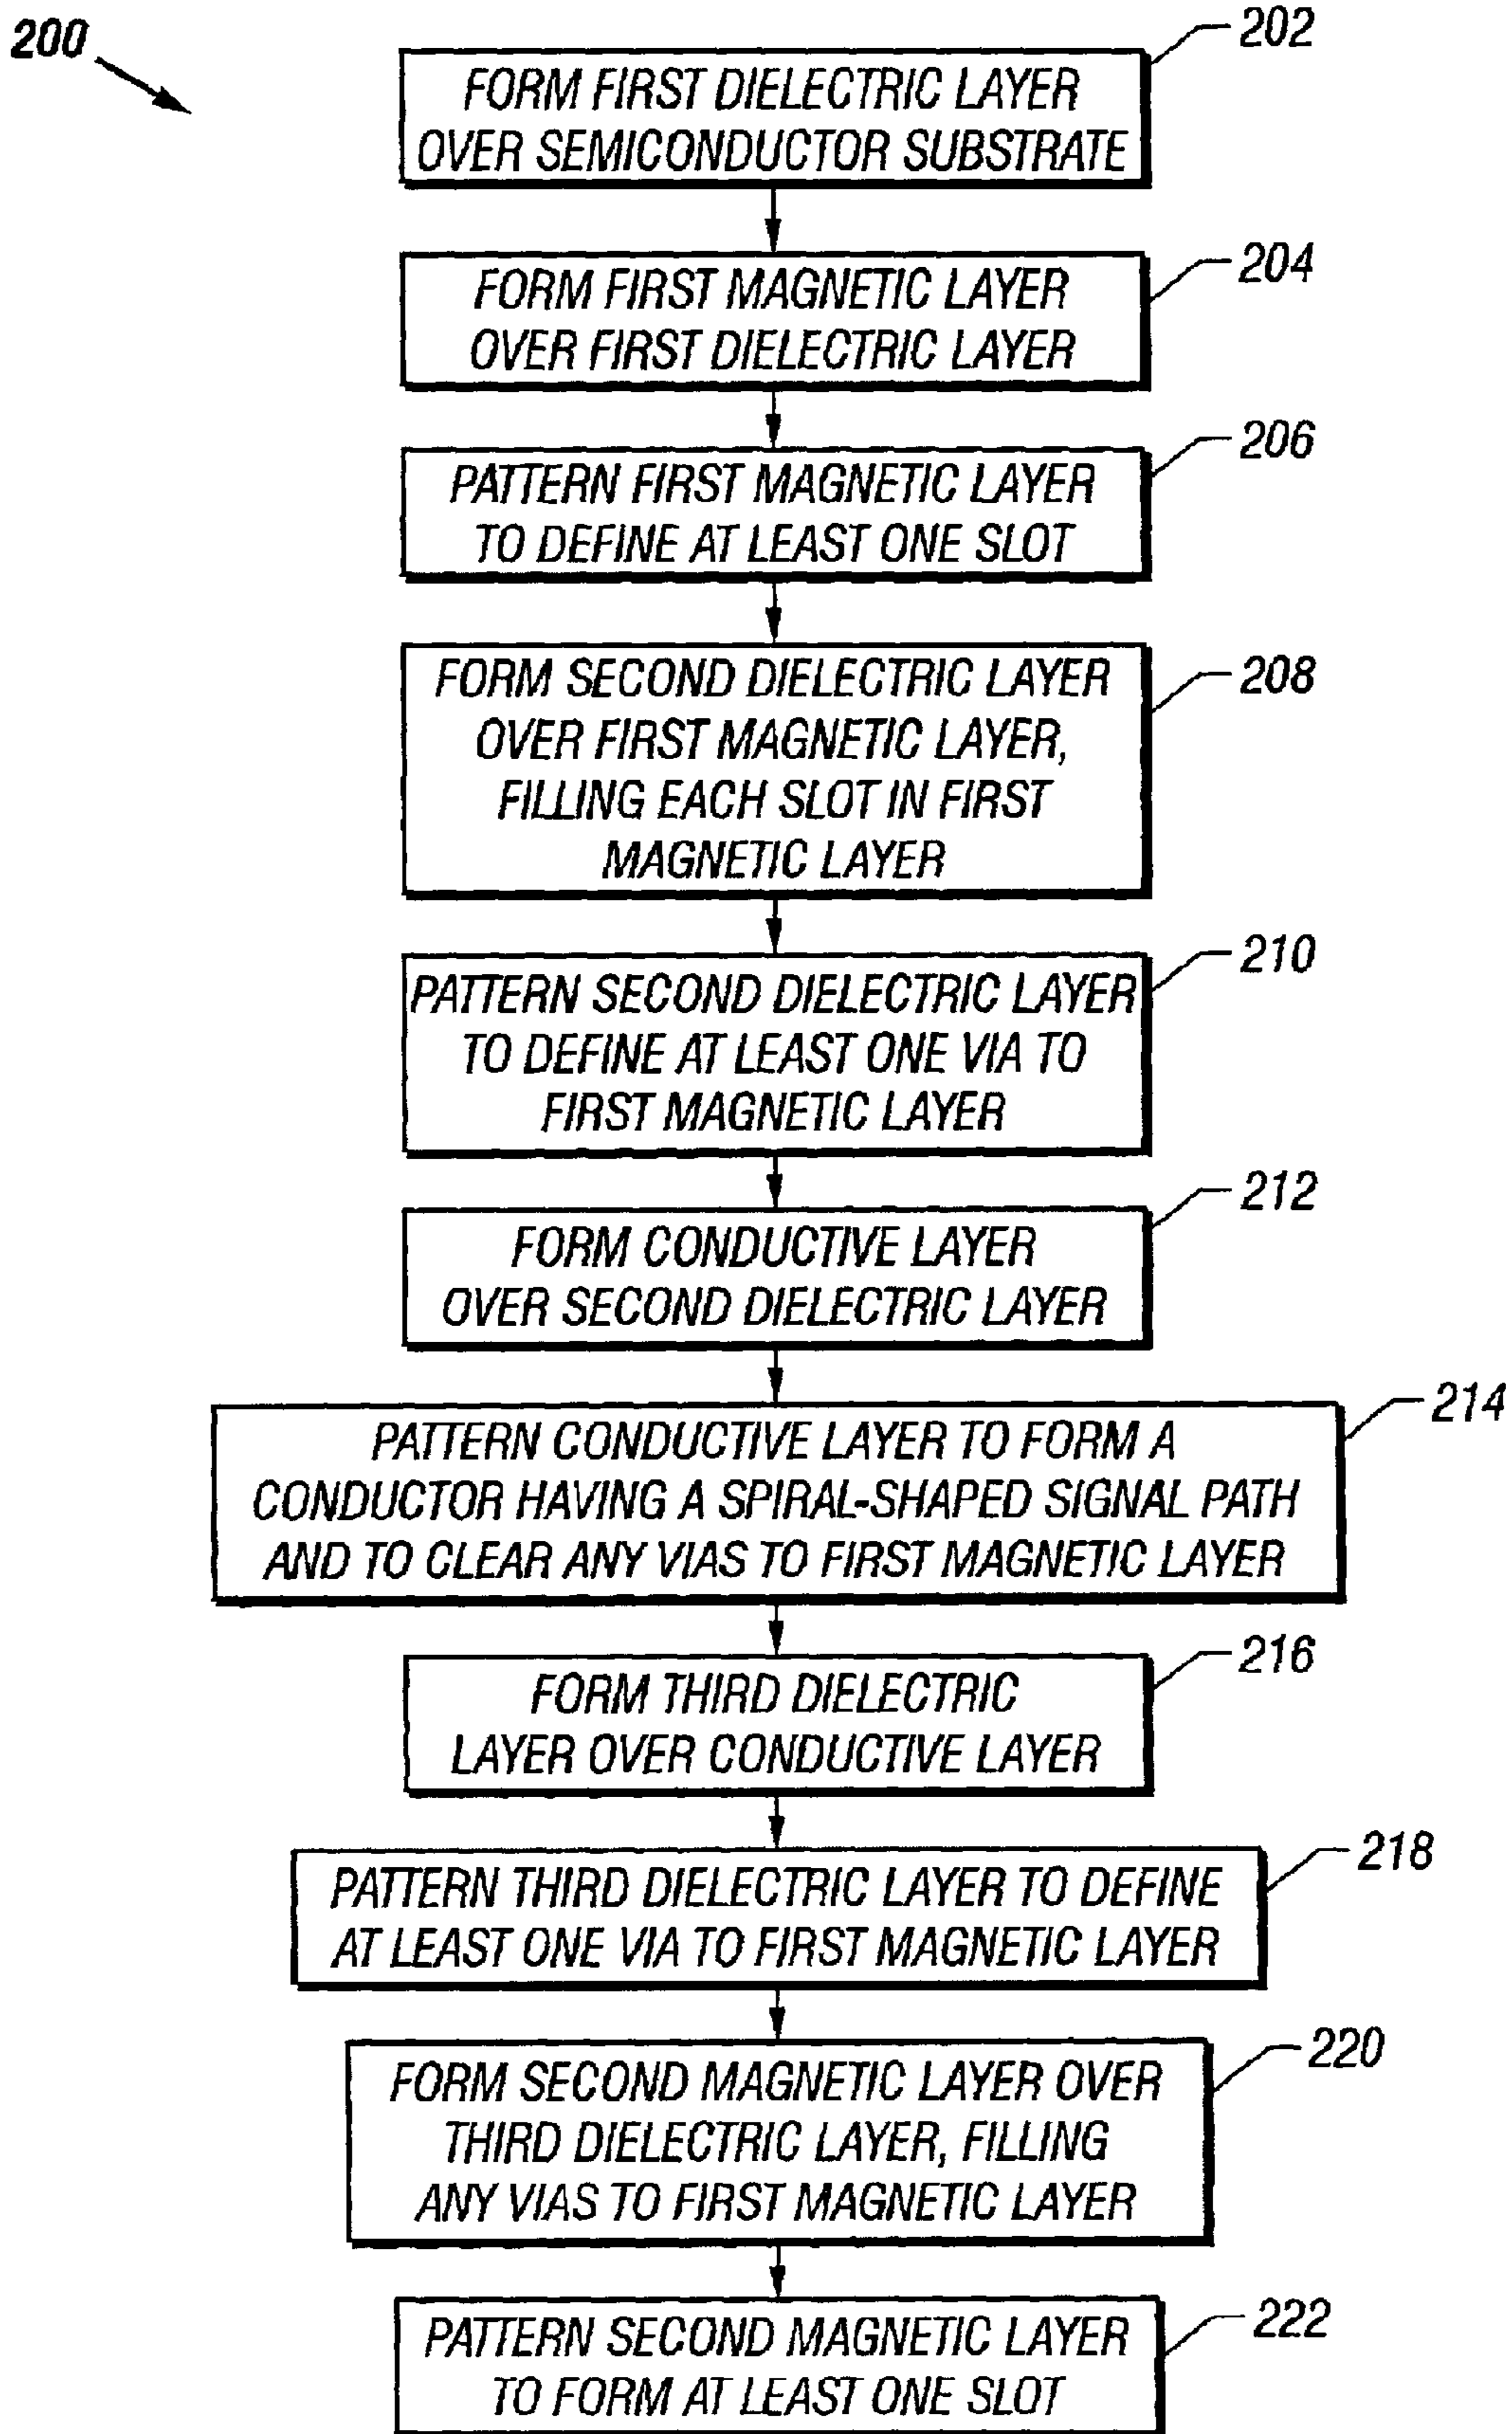 200
202
FORM FIRST DIELECTRIC LAYER
OVER SEMICONDUCTOR SUBSTRATE
204
FORM FIRST MAGNETIC LAYER
OVER FIRST DIELECTRIC LAYER
206
PATTERN FIRST MAGNETIC LAYER
TO DEFINE AT LEAST ONE SLOT
208
FORM SECOND DIELECTRIC LAYER
OVER FIRST MAGNETIC LAYER,
FILLING EACH SLOT IN FIRST
MAGNETIC LAYER
210
PATTERN SECOND DIELECTRIC LAYER
TO DEFINE AT LEAST ONE VIA TO
FIRST MAGNETIC LAYER
212
FORM CONDUCTIVE LAYER
OVER SECOND DIELECTRIC LAYER
214
PATTERN CONDUCTIVE LAYER TO FORM A
CONDUCTOR HAVING A SPIRAL-SHAPED SIGNAL PATH
AND TO CLEAR ANY VIAS TO FIRST MAGNETIC LAYER
216
FORM THIRD DIELECTRIC
LAYER OVER CONDUCTIVE LAYER
218
PATTERN THIRD DIELECTRIC LAYER TO DEFINE
AT LEAST ONE VIA TO FIRST MAGNETIC LAYER
220
FORM SECOND MAGNETIC LAYER OVER
THIRD DIELECTRIC LAYER, FILLING
ANY VIAS TO FIRST MAGNETIC LAYER
222
PATTERN SECOND MAGNETIC LAYER
TO FORM AT LEAST ONE SLOT